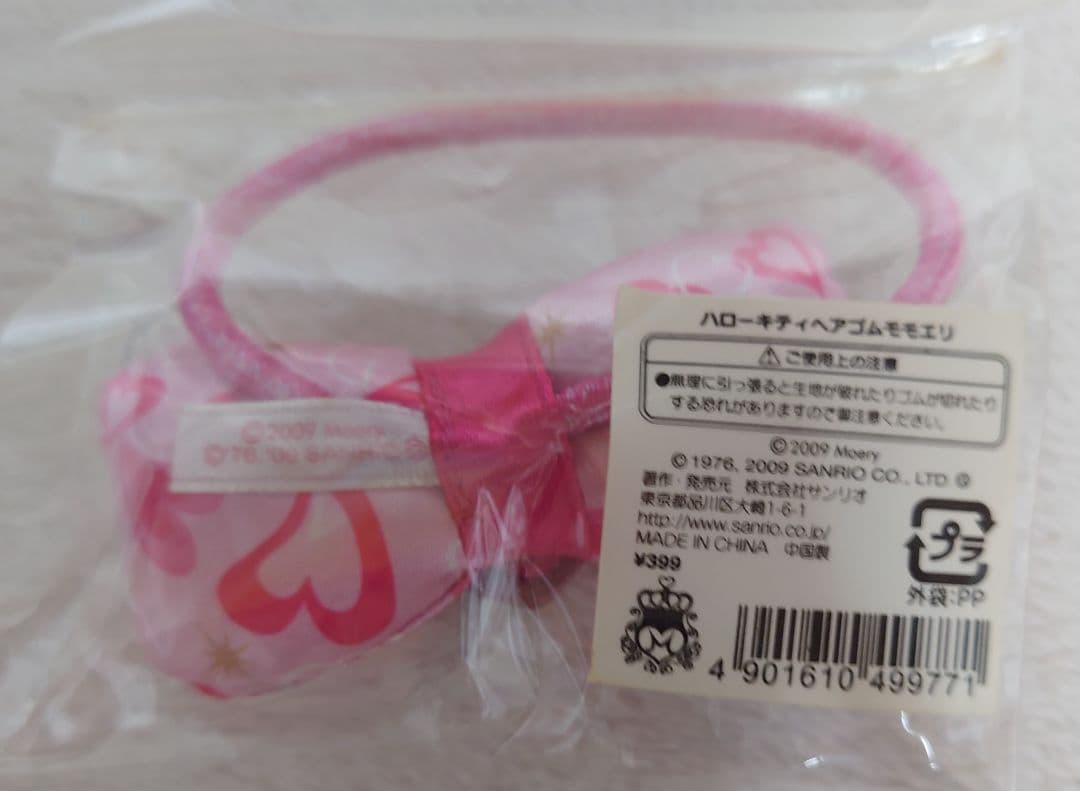 ハローキティヘアゴムモモエリ
⚠ご使用上の注意
●無理に引っ張ると生地が破れたりゴムが切れたり
する恐れがありますので御注意ください。
©2009 Moery
©1976, 2009 SANRIO CO., LTD
著作・発売元 株式会社サンリオ
東京都品川区大崎1-6-1
http://www.sanrio.co.jp/
MADE IN CHINA 中国製
¥399
プラ
外袋:PP
M
4 901610 499771
©2009 Moery
©'76,'09 SANRIO